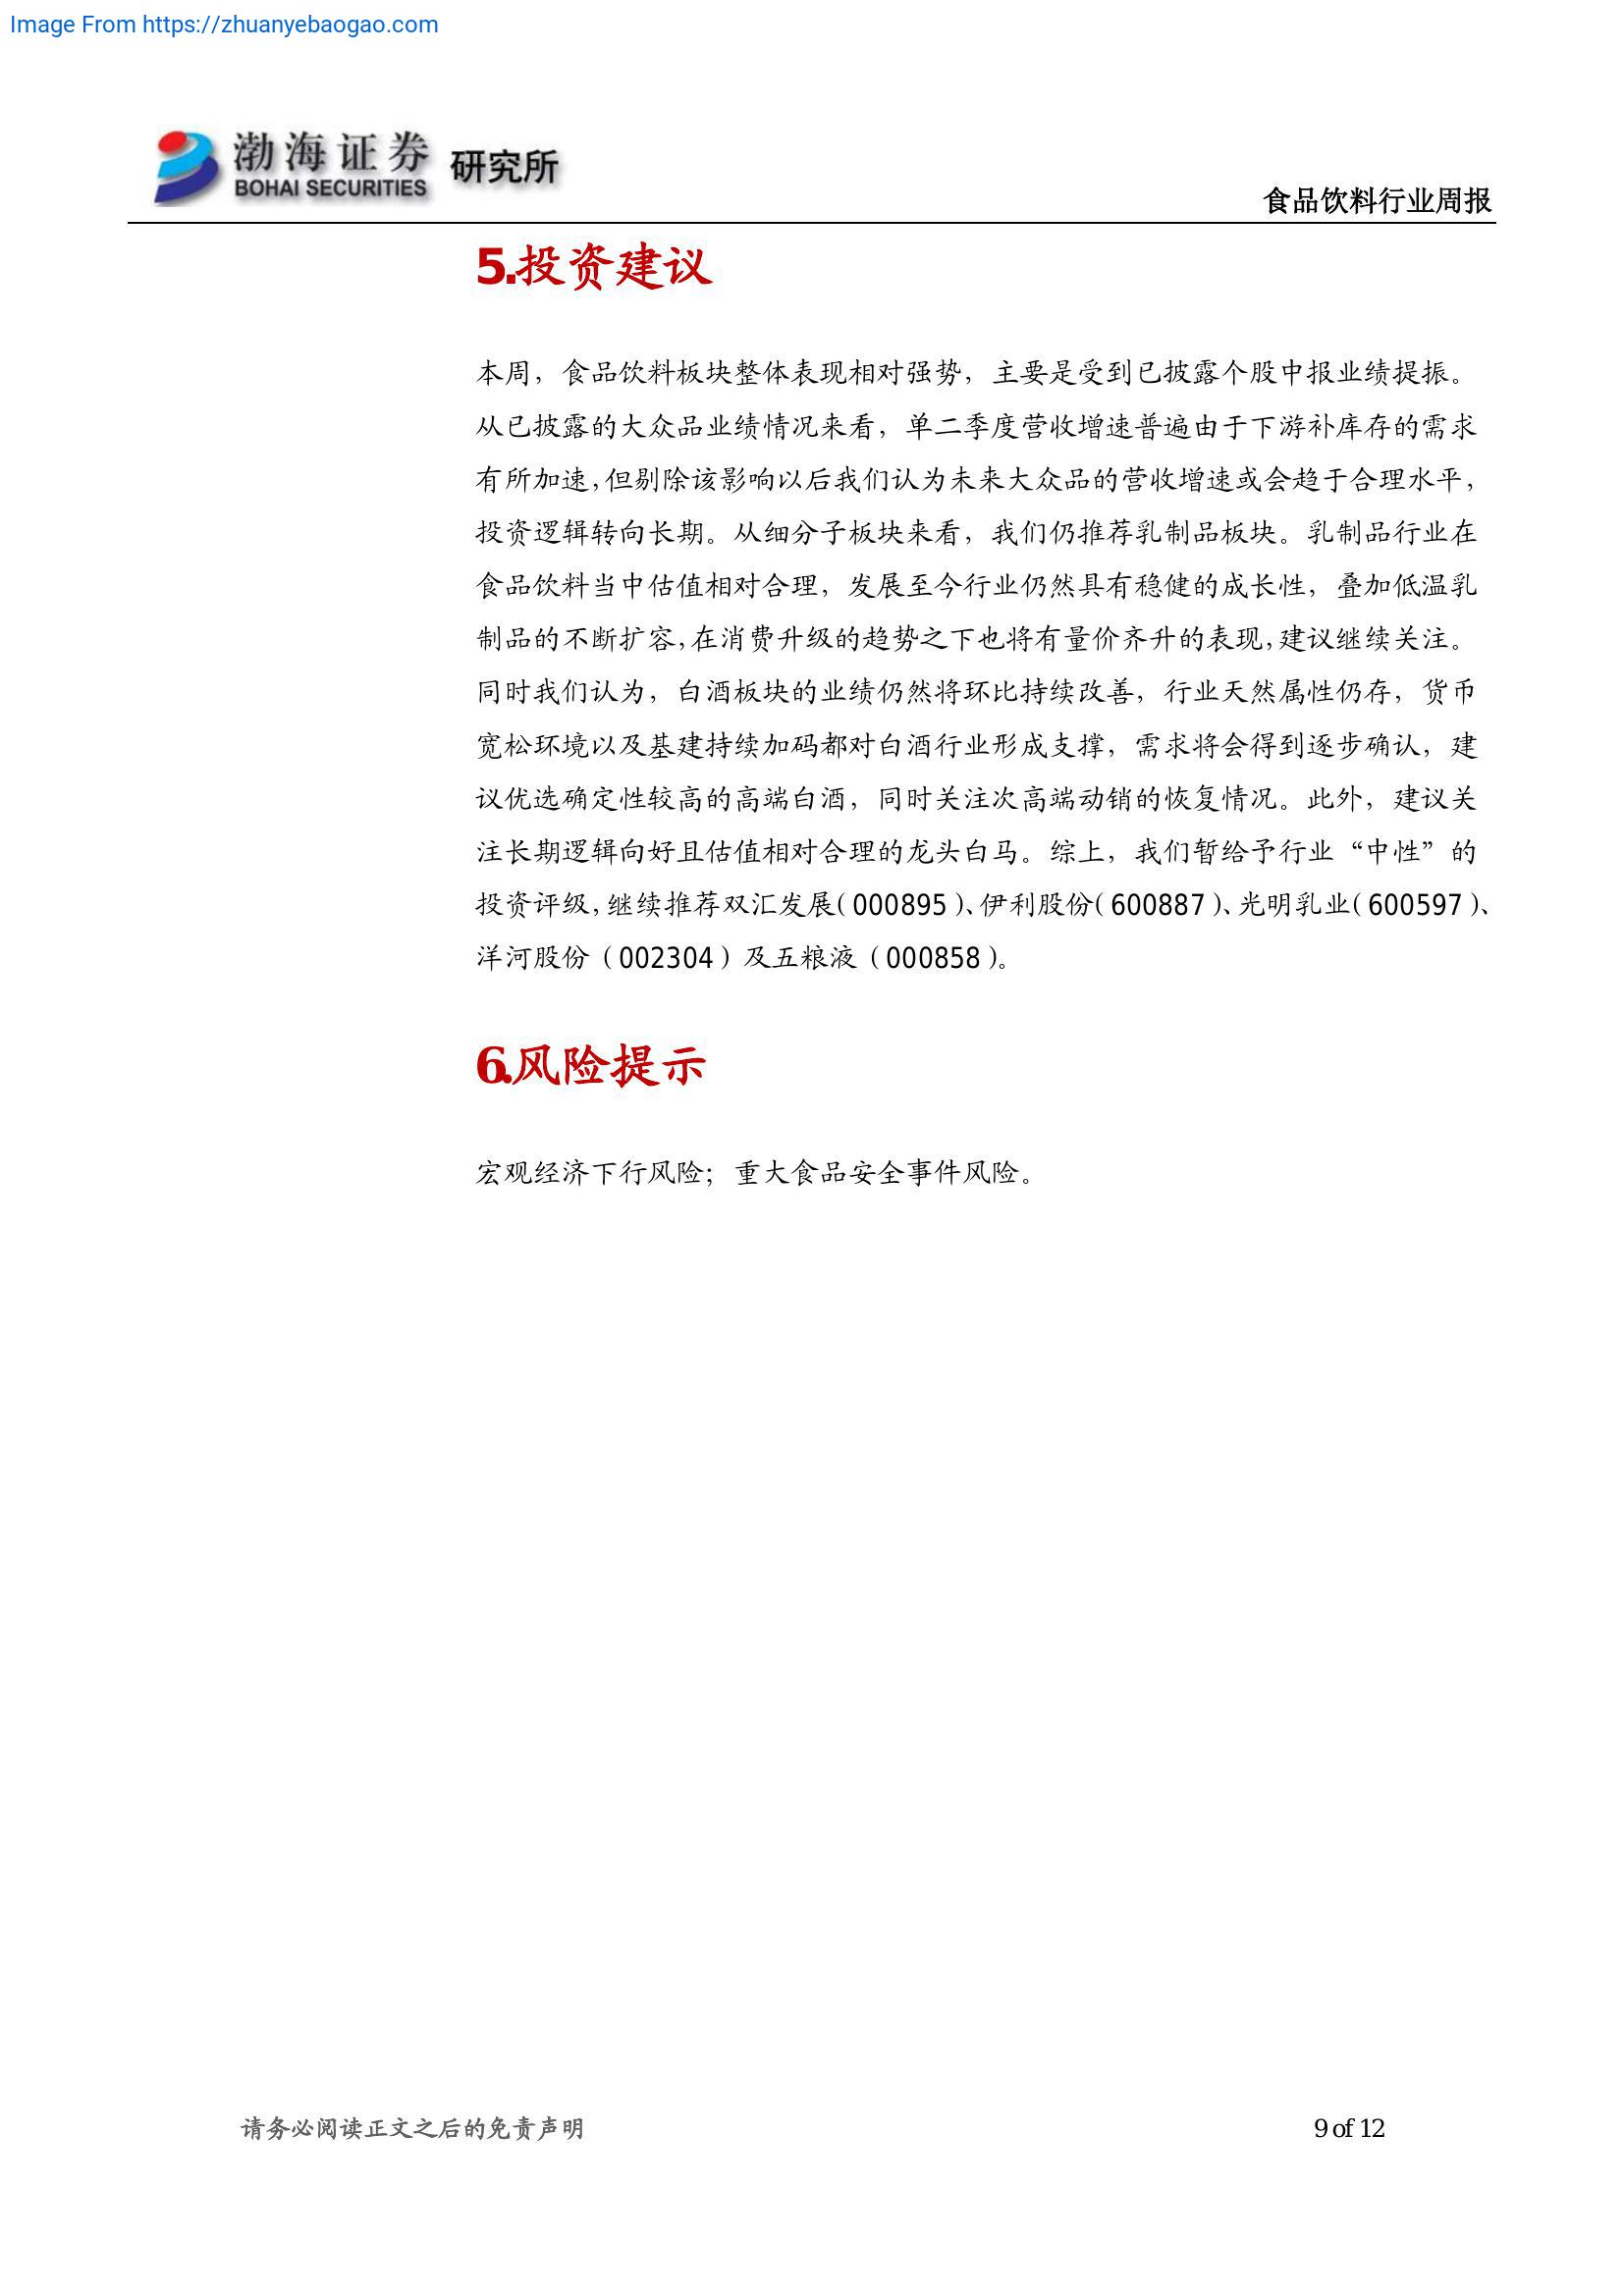 Image From https://zhuanyebaogao.com
渤海证券 研究所
BOHAI SECURITIES
食品饮料行业周报
5.投资建议
本周，食品饮料板块整体表现相对强势，主要是受到已披露个股中报业绩提振。
从已披露的大众品业绩情况来看，单二季度营收增速普遍由于下游补库存的需求
有所加速，但剔除该影响以后我们认为未来大众品的营收增速或会趋于合理水平，
投资逻辑转向长期。从细分子板块来看，我们仍推荐乳制品板块。乳制品行业在
食品饮料当中估值相对合理，发展至今行业仍然具有稳健的成长性，叠加低温乳
制品的不断扩容，在消费升级的趋势之下也将有量价齐升的表现，建议继续关注。
同时我们认为，白酒板块的业绩仍然将环比持续改善，行业天然属性仍存，货币
宽松环境以及基建持续加码都对白酒行业形成支撑，需求将会得到逐步确认，建
议优选确定性较高的高端白酒，同时关注次高端动销的恢复情况。此外，建议关
注长期逻辑向好且估值相对合理的龙头白马。综上，我们暂给予行业“中性”的
投资评级，继续推荐双汇发展（000895）、伊利股份（600887）、光明乳业（600597）、
洋河股份（002304）及五粮液（000858）。
6.风险提示
宏观经济下行风险；重大食品安全事件风险。
请务必阅读正文之后的免责声明
9 of 12